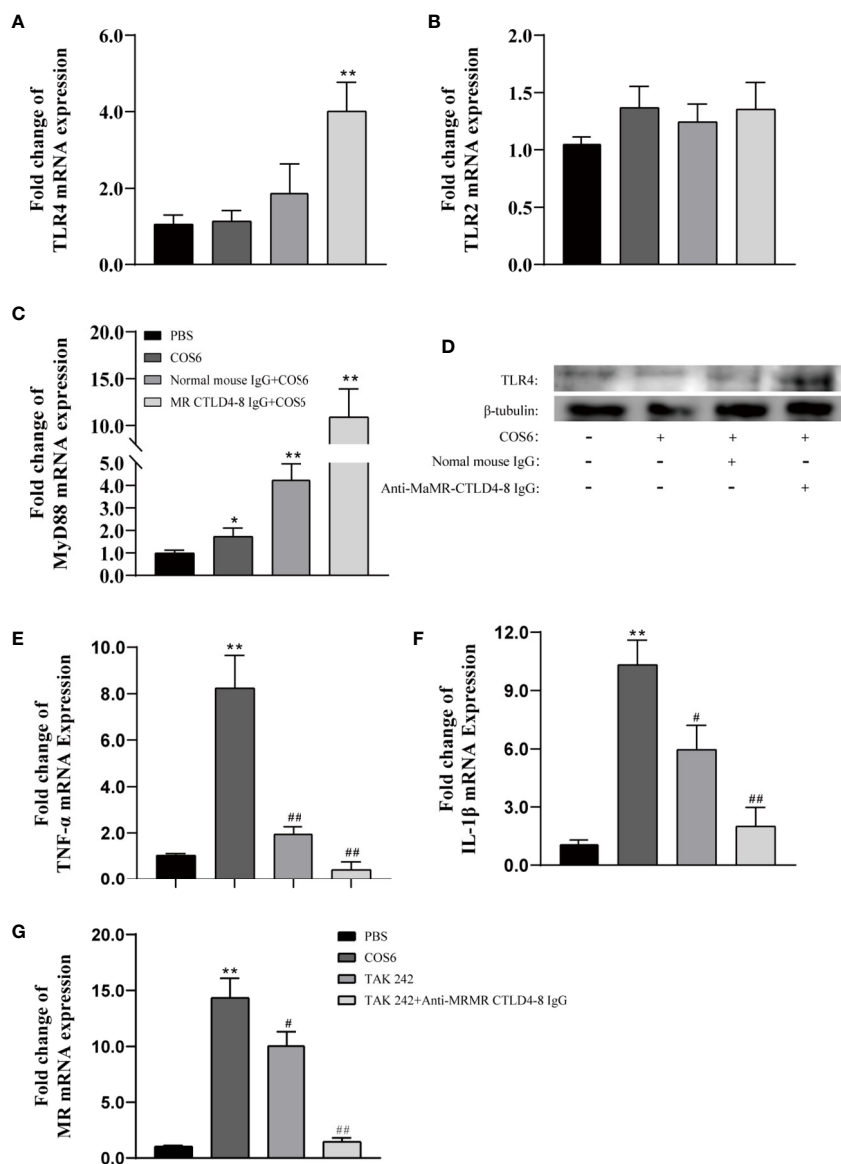 A
Fold change of
TLR4 mRNA expression
6.0
4.0
2.0
0.0
**
B
Fold change of
TLR2 mRNA expression
2.0
1.5
1.0
0.5
0.0
C
Fold change of
MyD88 mRNA expression
20.0
15.0
10.0
5.0
4.0
3.0
2.0
1.0
0.0
PBS
COS6
Normal mouse IgG+COS6
MR CTLD4-8 IgG+COS6
*
**
**
D
TLR4:
β-tubulin:
COS6: - + + +
Nomal mouse IgG: - - + -
Anti-MaMR-CTLD4-8 IgG: - - - +
E
Fold change of
TNF-α mRNA Expression
10.0
8.0
6.0
4.0
2.0
0.0
**
##
##
F
Fold change of
IL-1β mRNA Expression
12.0
9.0
6.0
3.0
0.0
**
#
##
G
Fold change of
MR mRNA expression
20.0
15.0
10.0
5.0
0.0
**
#
##
PBS
COS6
TAK 242
TAK 242+Anti-MRMR CTLD4-8 IgG